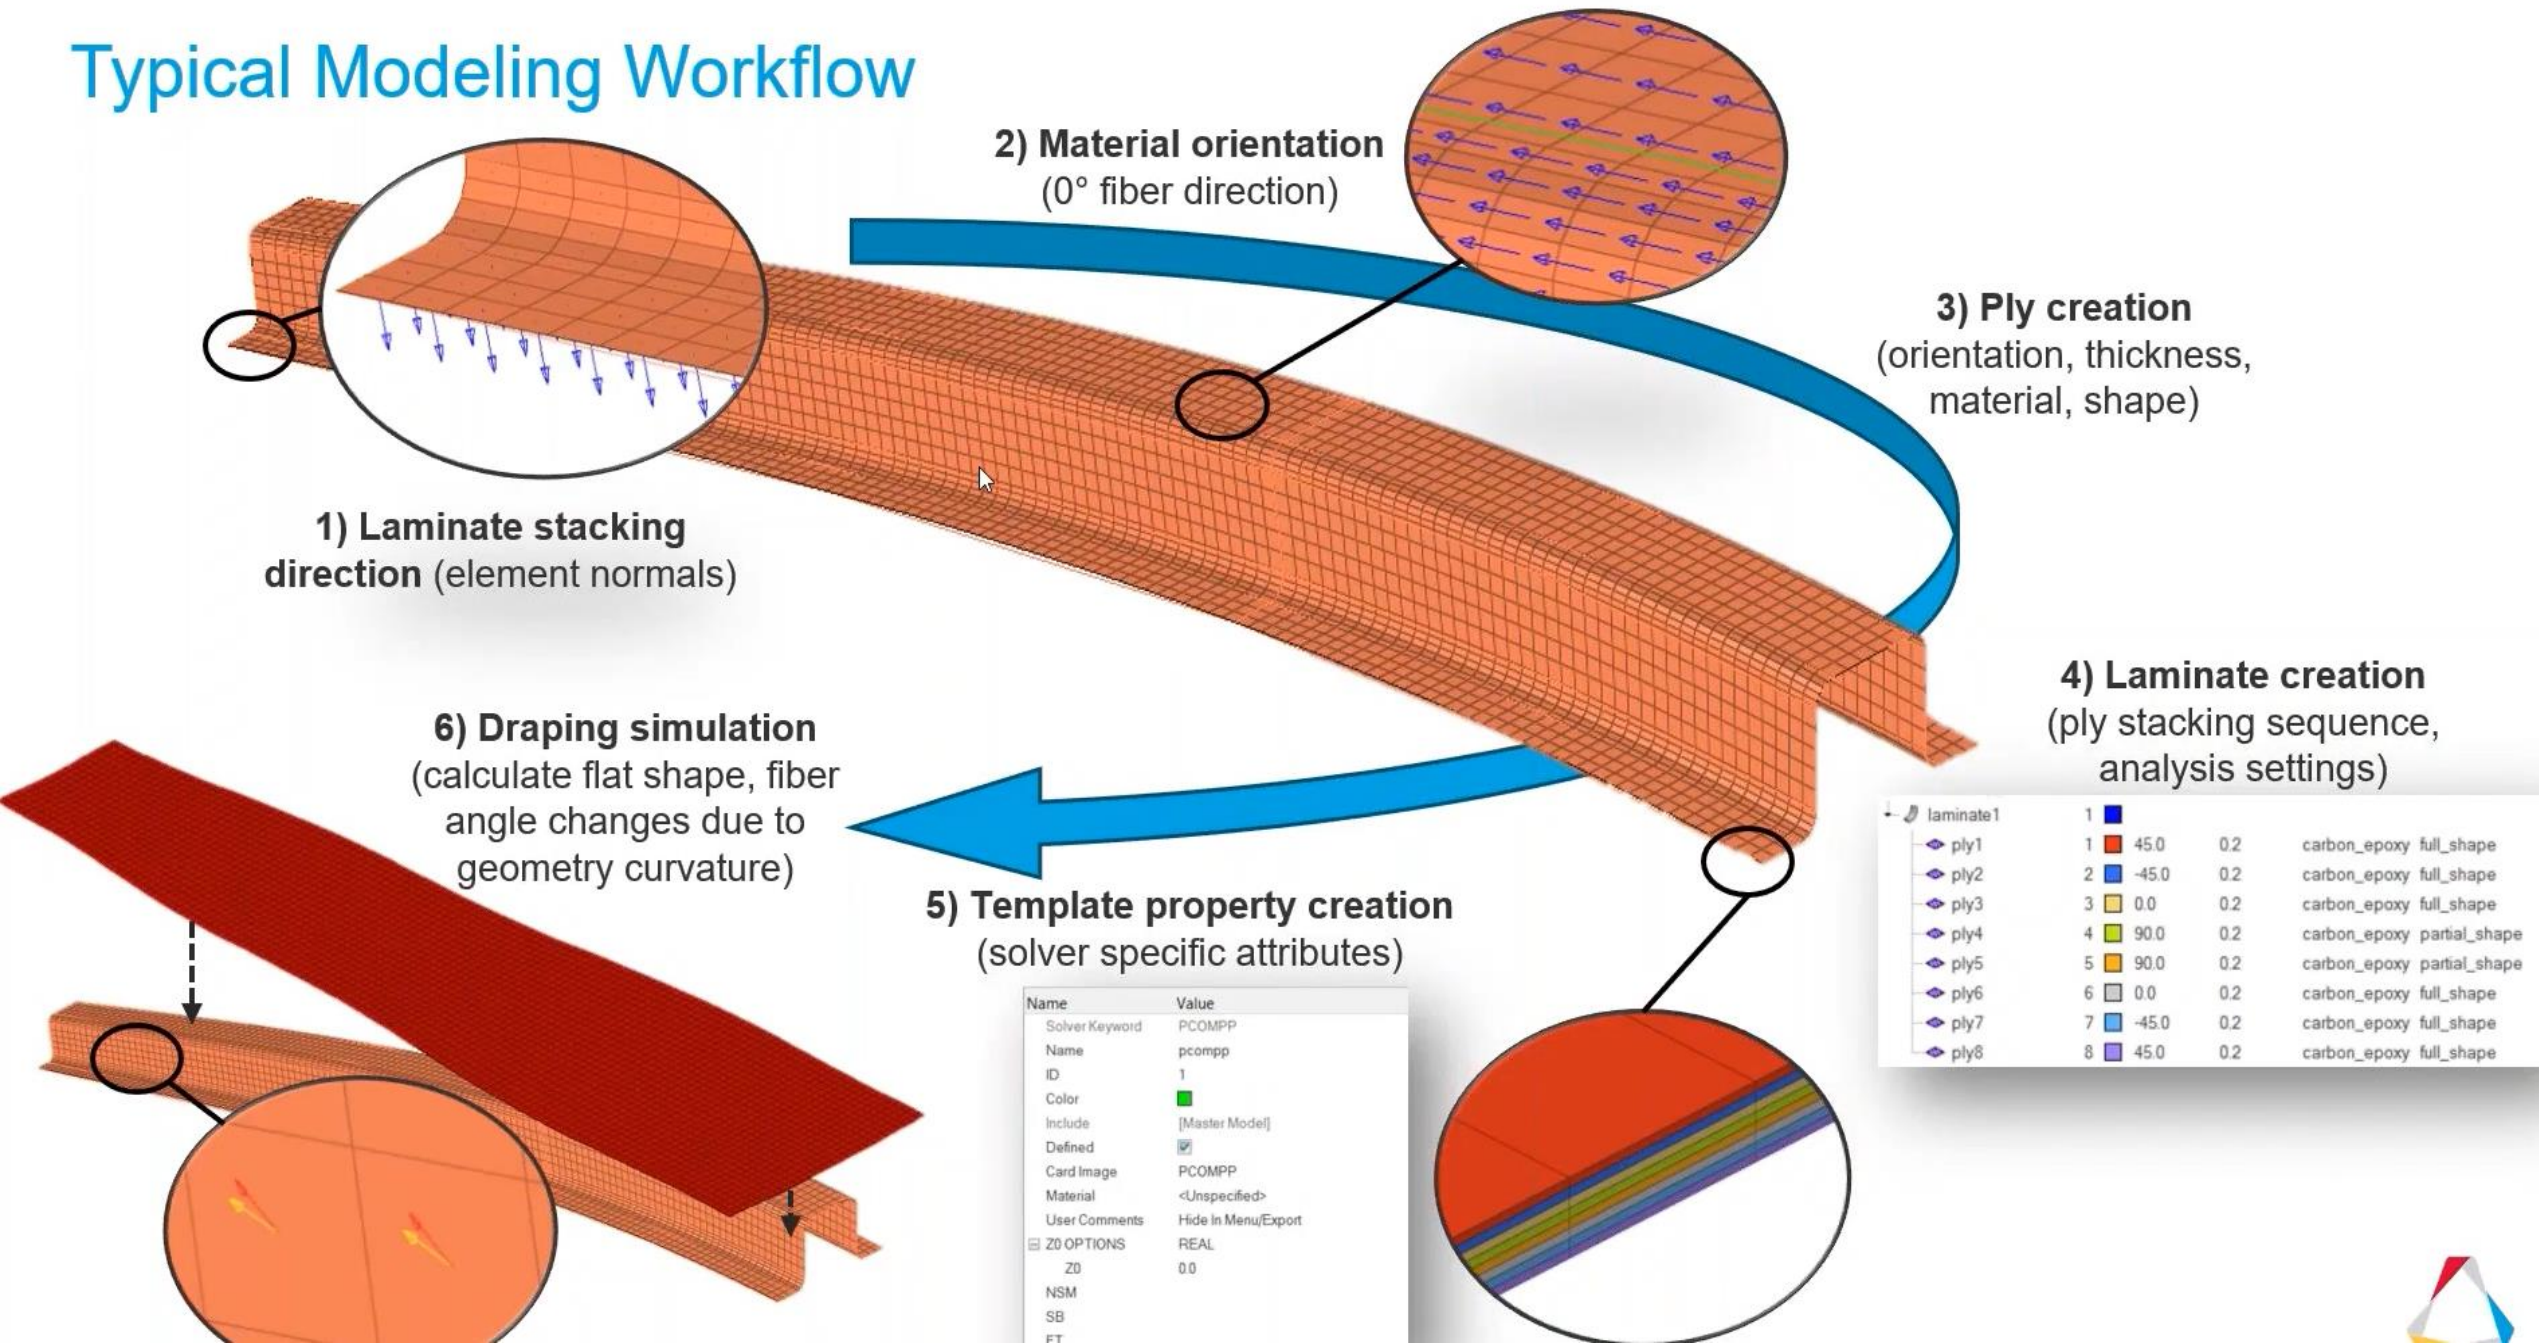 Typical Modeling Workflow
2) Material orientation
(0° fiber direction)
3) Ply creation
(orientation, thickness,
material, shape)
1) Laminate stacking
direction (element normals)
4) Laminate creation
(ply stacking sequence,
analysis settings)
laminate1 1
ply1 1 45.0 0.2 carbon_epoxy full_shape
ply2 2 -45.0 0.2 carbon_epoxy full_shape
ply3 3 0.0 0.2 carbon_epoxy full_shape
ply4 4 90.0 0.2 carbon_epoxy partial_shape
ply5 5 90.0 0.2 carbon_epoxy partial_shape
ply6 6 0.0 0.2 carbon_epoxy full_shape
ply7 7 -45.0 0.2 carbon_epoxy full_shape
ply8 8 45.0 0.2 carbon_epoxy full_shape
6) Draping simulation
(calculate flat shape, fiber
angle changes due to
geometry curvature)
5) Template property creation
(solver specific attributes)
Name Value
Solver Keyword PCOMPP
Name pcompp
ID 1
Color
Include [Master Model]
Defined
Card Image PCOMPP
Material <Unspecified>
User Comments Hide In Menu/Export
Z0 OPTIONS REAL
Z0 0.0
NSM
SB